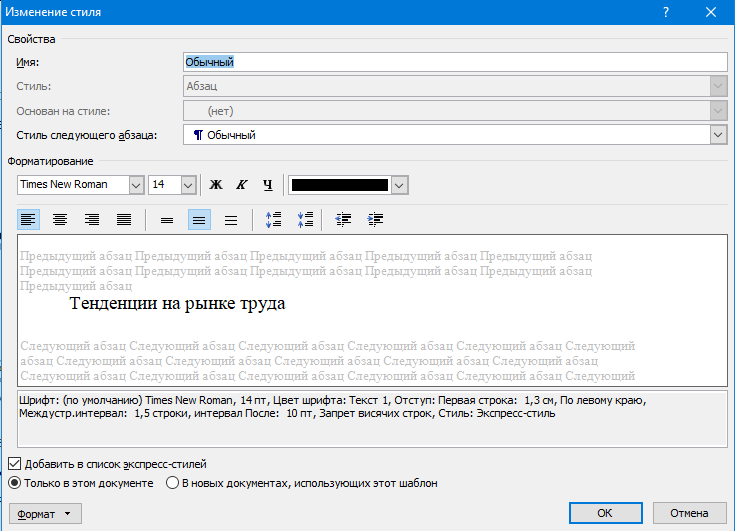 Изменение стиля
Свойства
Имя: Обычный
Стиль: Абзац
Основан на стиле: (нет)
Стиль следующего абзаца: ¶ Обычный
Форматирование
Times New Roman 14 Ж К Ч
Предыдущий абзац Предыдущий абзац Предыдущий абзац Предыдущий абзац Предыдущий абзац
Предыдущий абзац Предыдущий абзац Предыдущий абзац Предыдущий абзац Предыдущий абзац
Предыдущий абзац
Тенденции на рынке труда
Следующий абзац Следующий абзац Следующий абзац Следующий абзац Следующий абзац Следующий
абзац Следующий абзац Следующий абзац Следующий абзац Следующий абзац Следующий абзац
Следующий абзац Следующий абзац Следующий абзац Следующий абзац Следующий абзац Следующий
Шрифт: (по умолчанию) Times New Roman, 14 пт, Цвет шрифта: Текст 1, Отступ: Первая строка: 1,3 см, По левому краю,
Междустр.интервал: 1,5 строки, интервал После: 10 пт, Запрет висячих строк, Стиль: Экспресс-стиль
Добавить в список экспресс-стилей
Только в этом документе В новых документах, использующих этот шаблон
Формат OK Отмена